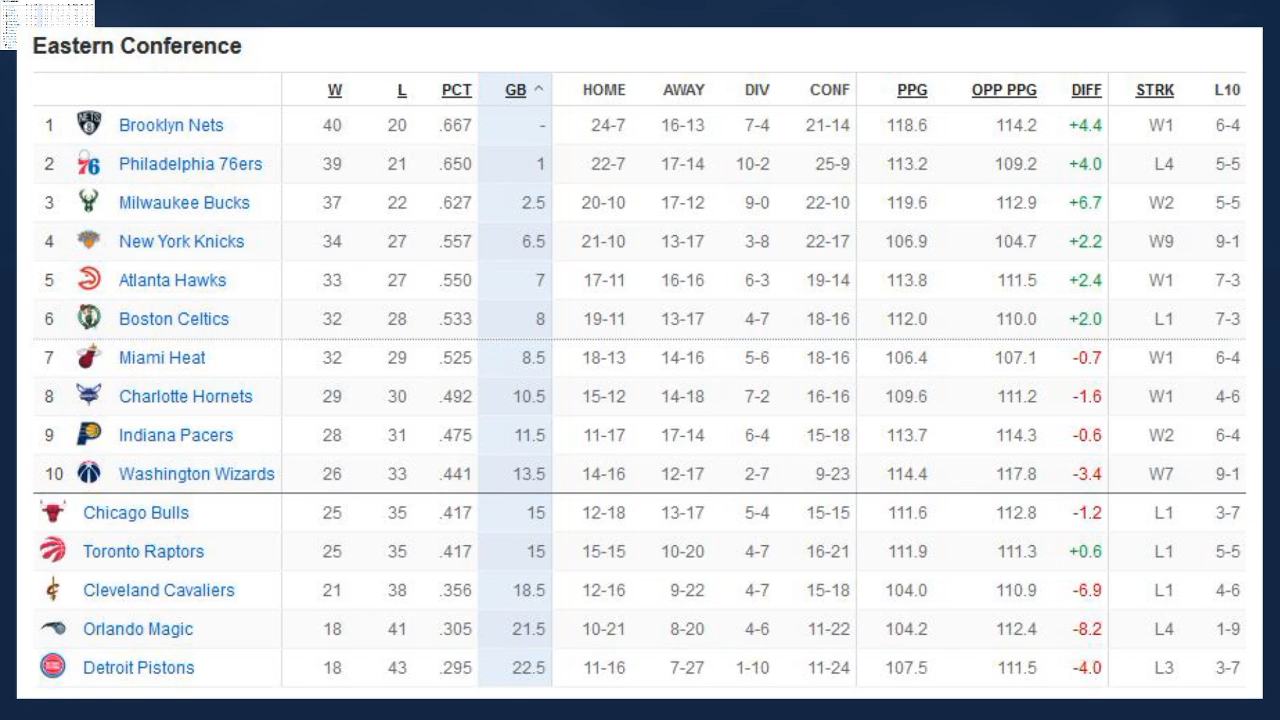 Eastern Conference
W L PCT GB ^ HOME AWAY DIV CONF PPG OPP PPG DIFF STRK L10
1 Brooklyn Nets 40 20 .667 - 24-7 16-13 7-4 21-14 118.6 114.2 +4.4 W1 6-4
2 Philadelphia 76ers 39 21 .650 1 22-7 17-14 10-2 25-9 113.2 109.2 +4.0 L4 5-5
3 Milwaukee Bucks 37 22 .627 2.5 20-10 17-12 9-0 22-10 119.6 112.9 +6.7 W2 5-5
4 New York Knicks 34 27 .557 6.5 21-10 13-17 3-8 22-17 106.9 104.7 +2.2 W9 9-1
5 Atlanta Hawks 33 27 .550 7 17-11 16-16 6-3 19-14 113.8 111.5 +2.4 W1 7-3
6 Boston Celtics 32 28 .533 8 19-11 13-17 4-7 18-16 112.0 110.0 +2.0 L1 7-3
7 Miami Heat 32 29 .525 8.5 18-13 14-16 5-6 18-16 106.4 107.1 -0.7 W1 6-4
8 Charlotte Hornets 29 30 .492 10.5 15-12 14-18 7-2 16-16 109.6 111.2 -1.6 W1 4-6
9 Indiana Pacers 28 31 .475 11.5 11-17 17-14 6-4 15-18 113.7 114.3 -0.6 W2 6-4
10 Washington Wizards 26 33 .441 13.5 14-16 12-17 2-7 9-23 114.4 117.8 -3.4 W7 9-1
Chicago Bulls 25 35 .417 15 12-18 13-17 5-4 15-15 111.6 112.8 -1.2 L1 3-7
Toronto Raptors 25 35 .417 15 15-15 10-20 4-7 16-21 111.9 111.3 +0.6 L1 5-5
Cleveland Cavaliers 21 38 .356 18.5 12-16 9-22 4-7 15-18 104.0 110.9 -6.9 L1 4-6
Orlando Magic 18 41 .305 21.5 10-21 8-20 4-6 11-22 104.2 112.4 -8.2 L4 1-9
Detroit Pistons 18 43 .295 22.5 11-16 7-27 1-10 11-24 107.5 111.5 -4.0 L3 3-7